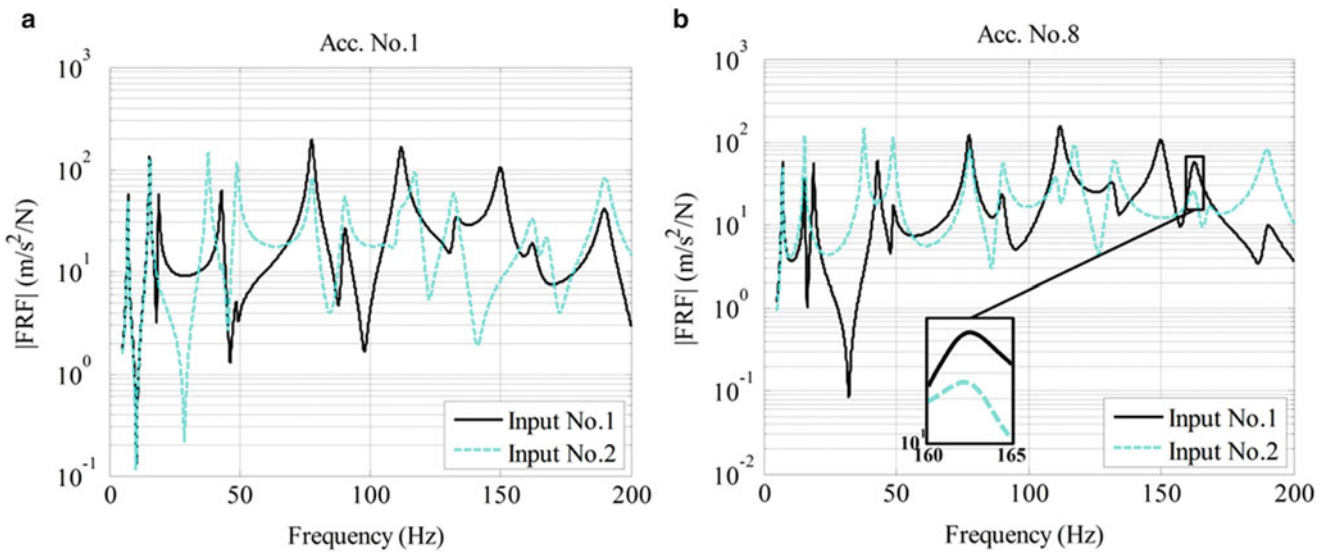 a
Acc. No.1
10³
10²
10¹
10⁰
10⁻¹
|FRF| (m/s²/N)
0 50 100 150 200
Frequency (Hz)
Input No.1
Input No.2
b
Acc. No.8
10³
10²
10¹
10⁰
10⁻¹
10⁻²
|FRF| (m/s²/N)
10¹
160 165
0 50 100 150 200
Frequency (Hz)
Input No.1
Input No.2